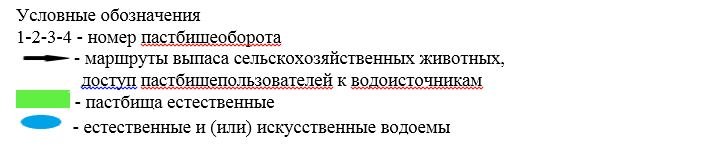 Условные обозначения
1-2-3-4 - номер пастбищеоборота
- маршруты выпаса сельскохозяйственных животных,
доступ пастбищепользователей к водоисточникам
- пастбища естественные
- естественные и (или) искусственные водоемы